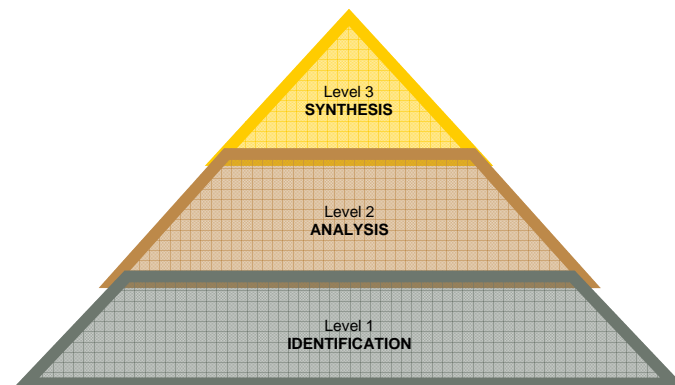 Level 3
SYNTHESIS
Level 2
ANALYSIS
Level 1
IDENTIFICATION